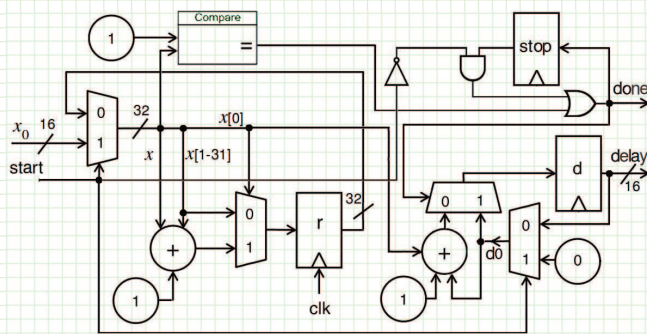 Compare
1
=
stop
done
x0
16
0
1
32
x[0]
start
x
x[1-31]
0
1
r
32
d
delay
16
0
1
+
1
clk
+
1
d0
0
1
0